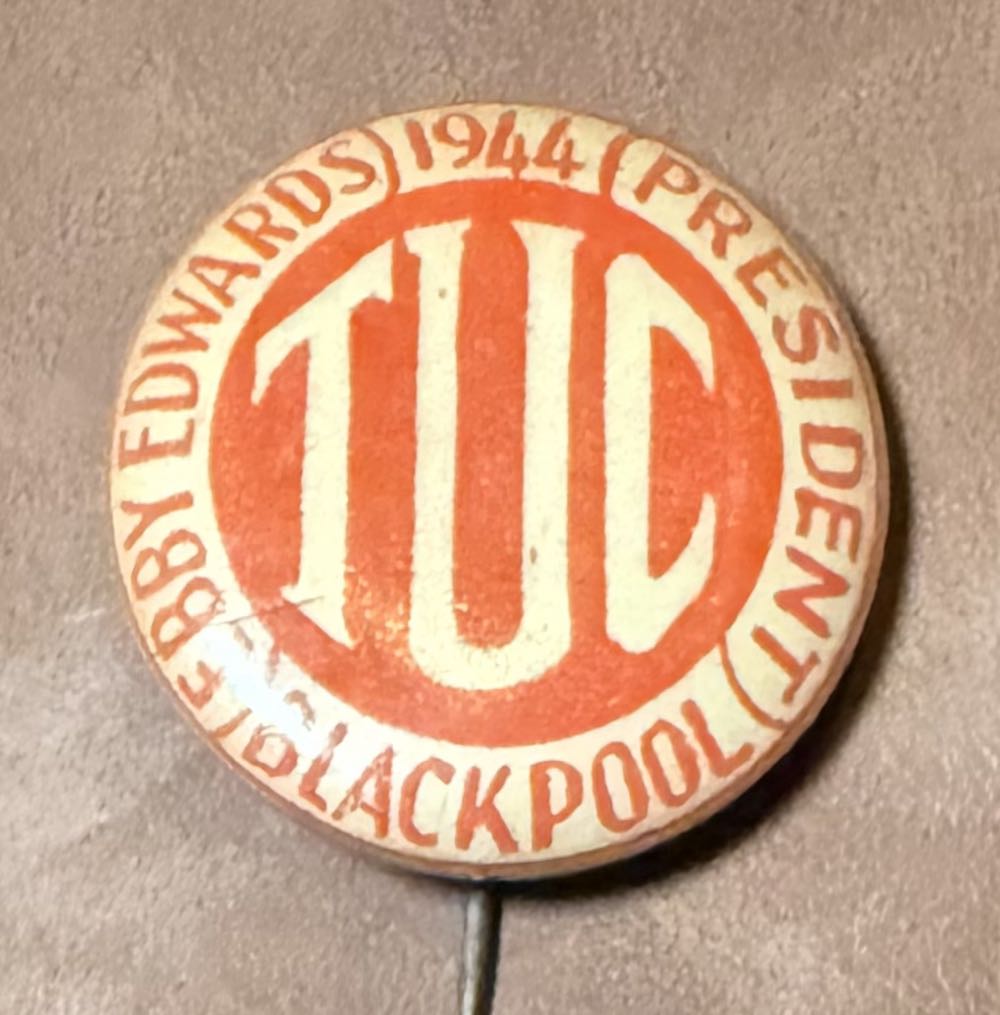 1944
PRESIDENT
BLACKPOOL
EBBY EDWARDS
TUC